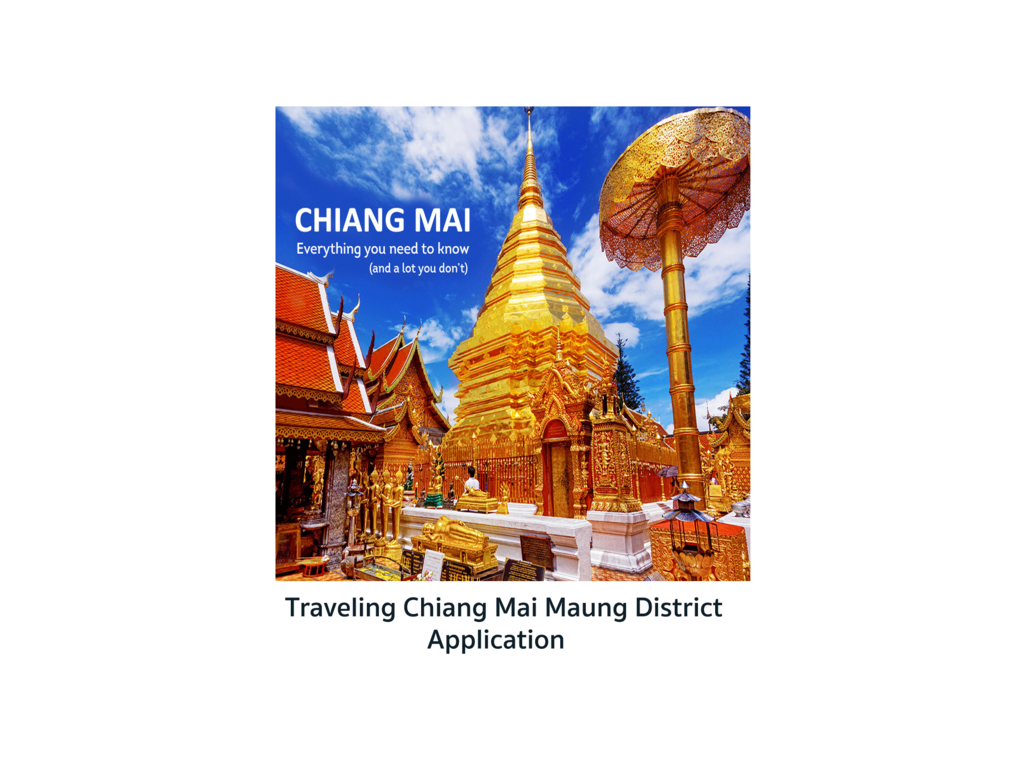 CHIANG MAI
Everything you need to know
(and a lot you don't)
Traveling Chiang Mai Maung District
Application